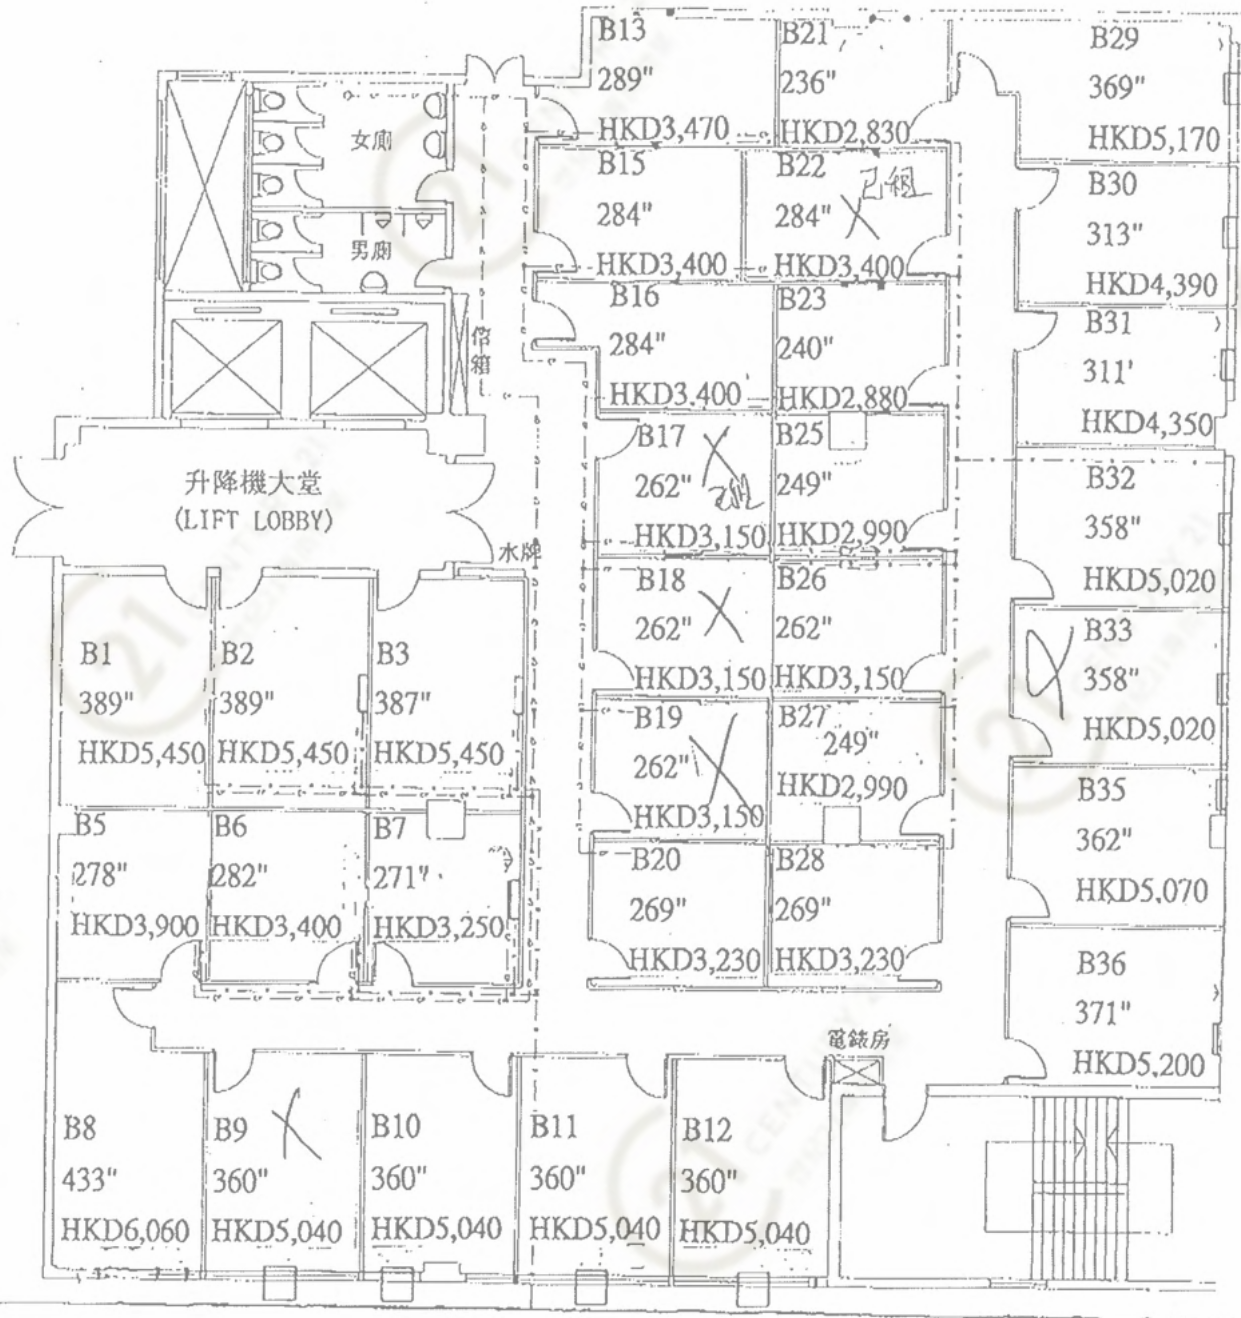 B13
289"
HKD3,470
B21
236"
HKD2,830
B29
369"
HKD5,170
女廁
B15
284"
HKD3,400
B22
已租
284"
HKD3,400
B30
313"
HKD4,390
男廁
B16
284"
HKD3,400
B23
240"
HKD2,880
B31
311'
HKD4,350
升降機大堂
(LIFT LOBBY)
水牌
B17
262"
HKD3,150
B25
249"
HKD2,990
B32
358"
HKD5,020
B18
262"
HKD3,150
B26
262"
HKD3,150
B33
358"
HKD5,020
B1
389"
HKD5,450
B2
389"
HKD5,450
B3
387"
HKD5,450
B19
262"
HKD3,150
B27
249"
HKD2,990
B35
362"
HKD5,070
B5
278"
HKD3,900
B6
282"
HKD3,400
B7
271"
HKD3,250
B20
269"
HKD3,230
B28
269"
HKD3,230
B36
371"
HKD5,200
電錶房
B8
433"
HKD6,060
B9
360"
HKD5,040
B10
360"
HKD5,040
B11
360"
HKD5,040
B12
360"
HKD5,040
21
CENTURY 21